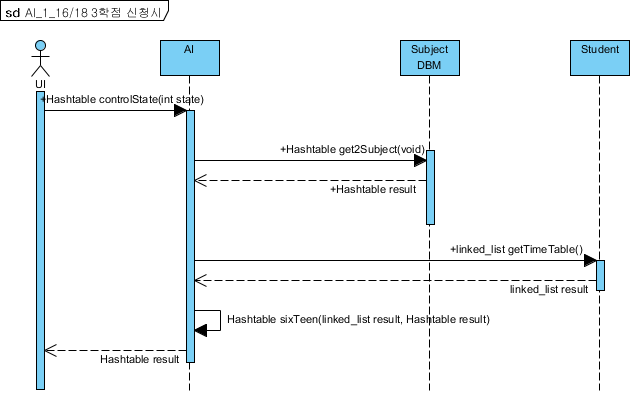 sd AI_1_16/18 3학점 신청시
UI
AI
Subject
DBM
Student
+Hashtable controlState(int state)
+Hashtable get2Subject(void)
+Hashtable result
+linked_list getTimeTable()
linked_list result
Hashtable sixTeen(linked_list result, Hashtable result)
Hashtable result